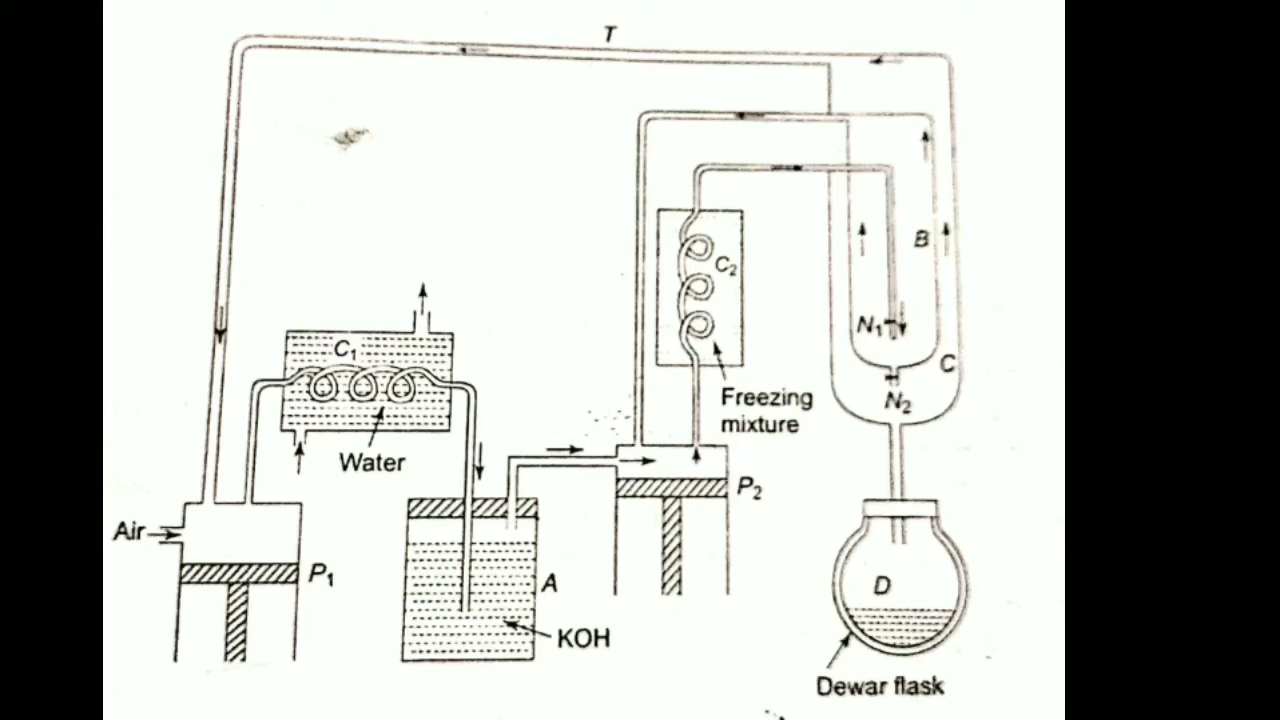 T
B
C2
C1
N1
C
N2
Freezing
mixture
Water
P2
Air
P1
A
D
KOH
Dewar flask